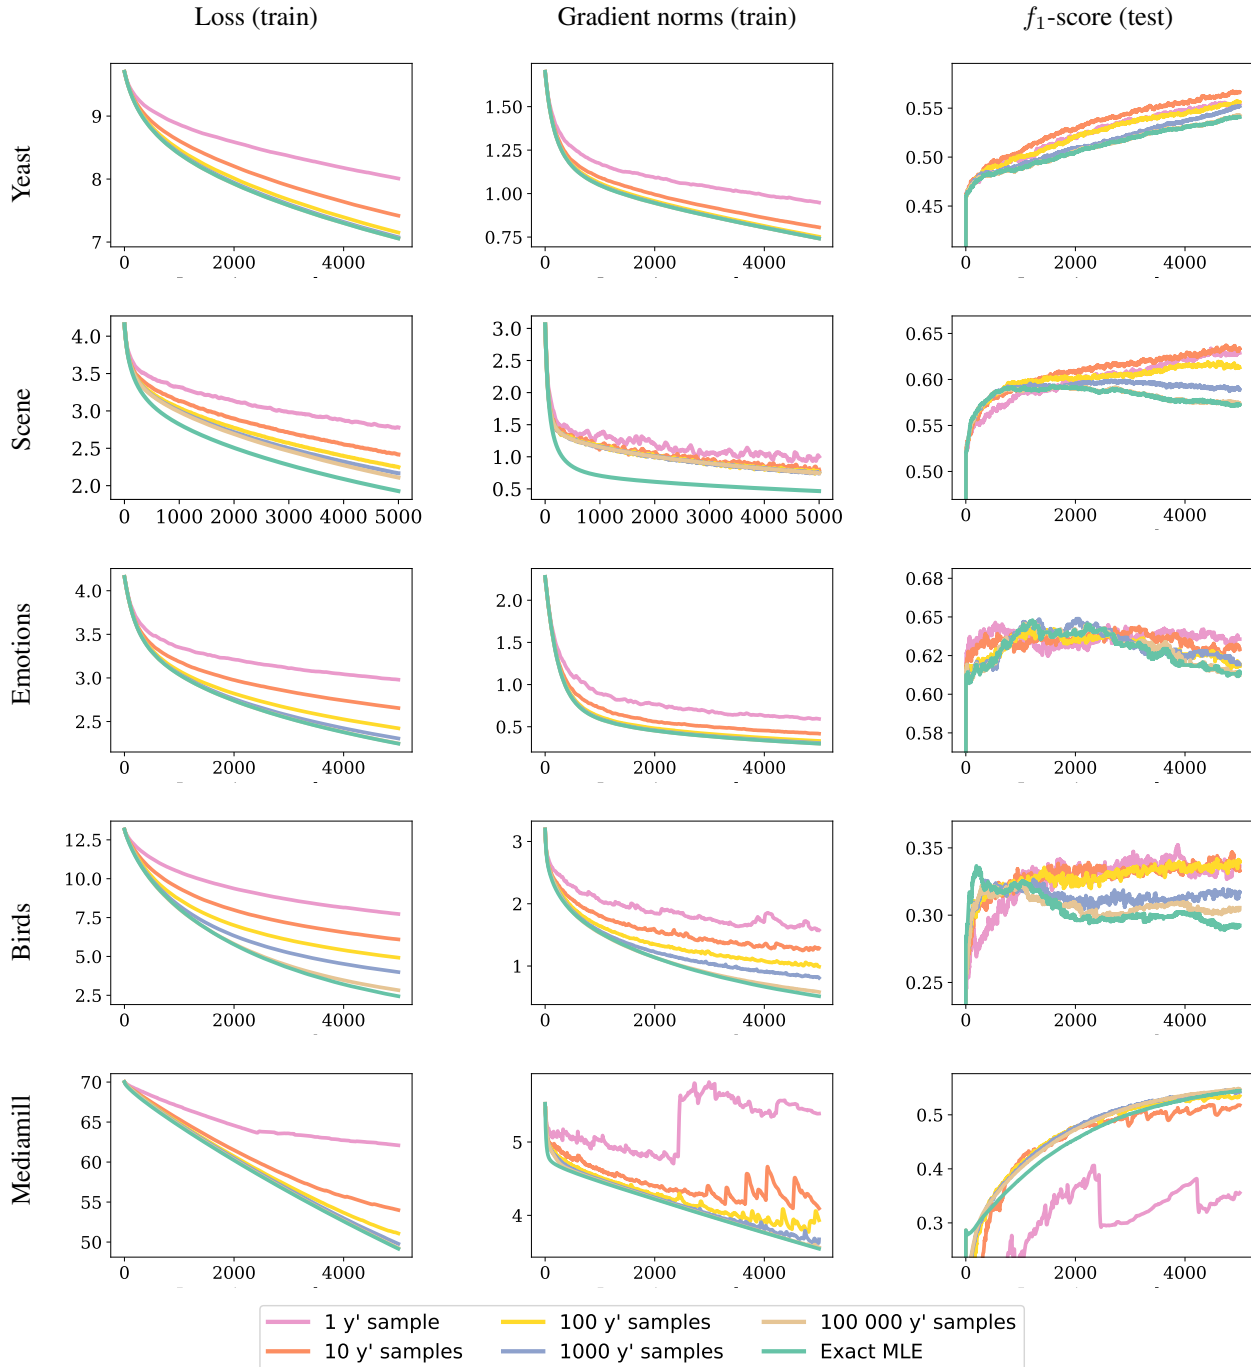 Loss (train) Gradient norms (train) f₁-score (test)
Yeast
9
8
7
0 2000 4000
1.50
1.25
1.00
0.75
0 2000 4000
0.55
0.50
0.45
0 2000 4000
Scene
4.0
3.5
3.0
2.5
2.0
0 1000 2000 3000 4000 5000
3.0
2.5
2.0
1.5
1.0
0.5
0 1000 2000 3000 4000 5000
0.65
0.60
0.55
0.50
0 2000 4000
Emotions
4.0
3.5
3.0
2.5
0 2000 4000
2.0
1.5
1.0
0.5
0 2000 4000
0.68
0.65
0.62
0.60
0.58
0 2000 4000
Birds
12.5
10.0
7.5
5.0
2.5
0 2000 4000
3
2
1
0 2000 4000
0.35
0.30
0.25
0 2000 4000
Mediamill
70
65
60
55
50
0 2000 4000
5
4
0 2000 4000
0.5
0.4
0.3
0 2000 4000
1 y' sample 100 y' samples 100 000 y' samples
10 y' samples 1000 y' samples Exact MLE